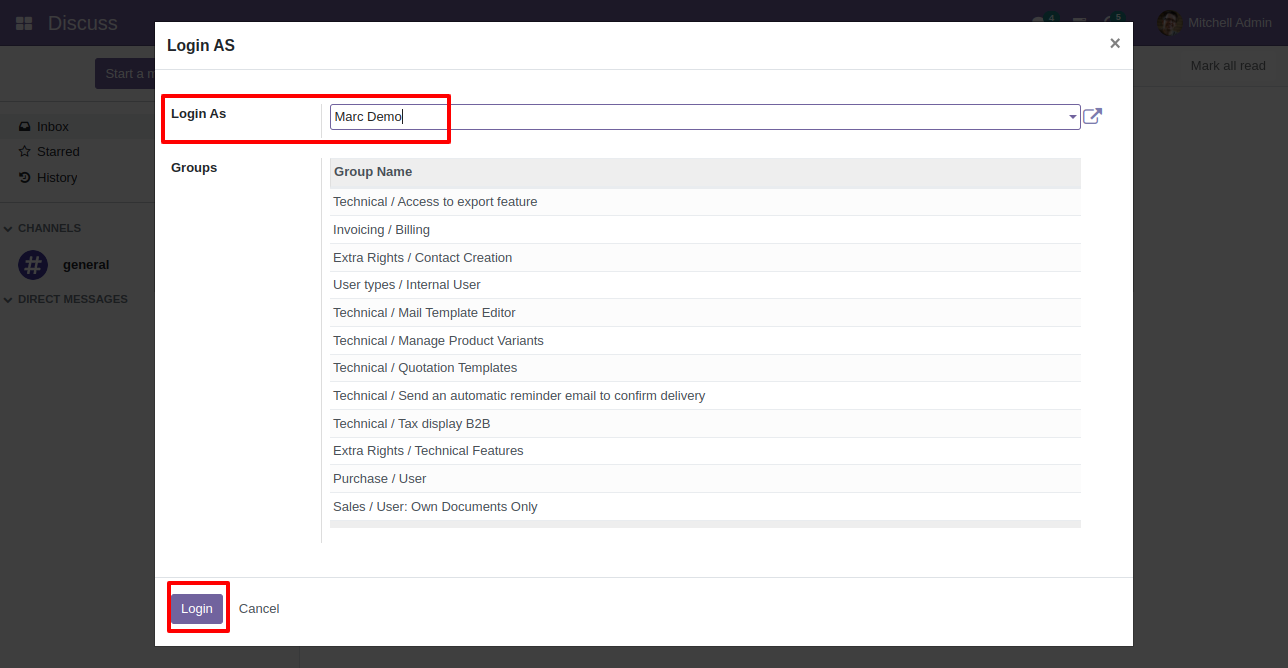 Discuss
4
5
Mitchell Admin
Login AS
×
Start a m
Mark all read
Inbox
Starred
History
CHANNELS
general
DIRECT MESSAGES
Login As
Marc Demo
Groups
Group Name
Technical / Access to export feature
Invoicing / Billing
Extra Rights / Contact Creation
User types / Internal User
Technical / Mail Template Editor
Technical / Manage Product Variants
Technical / Quotation Templates
Technical / Send an automatic reminder email to confirm delivery
Technical / Tax display B2B
Extra Rights / Technical Features
Purchase / User
Sales / User: Own Documents Only
Login
Cancel